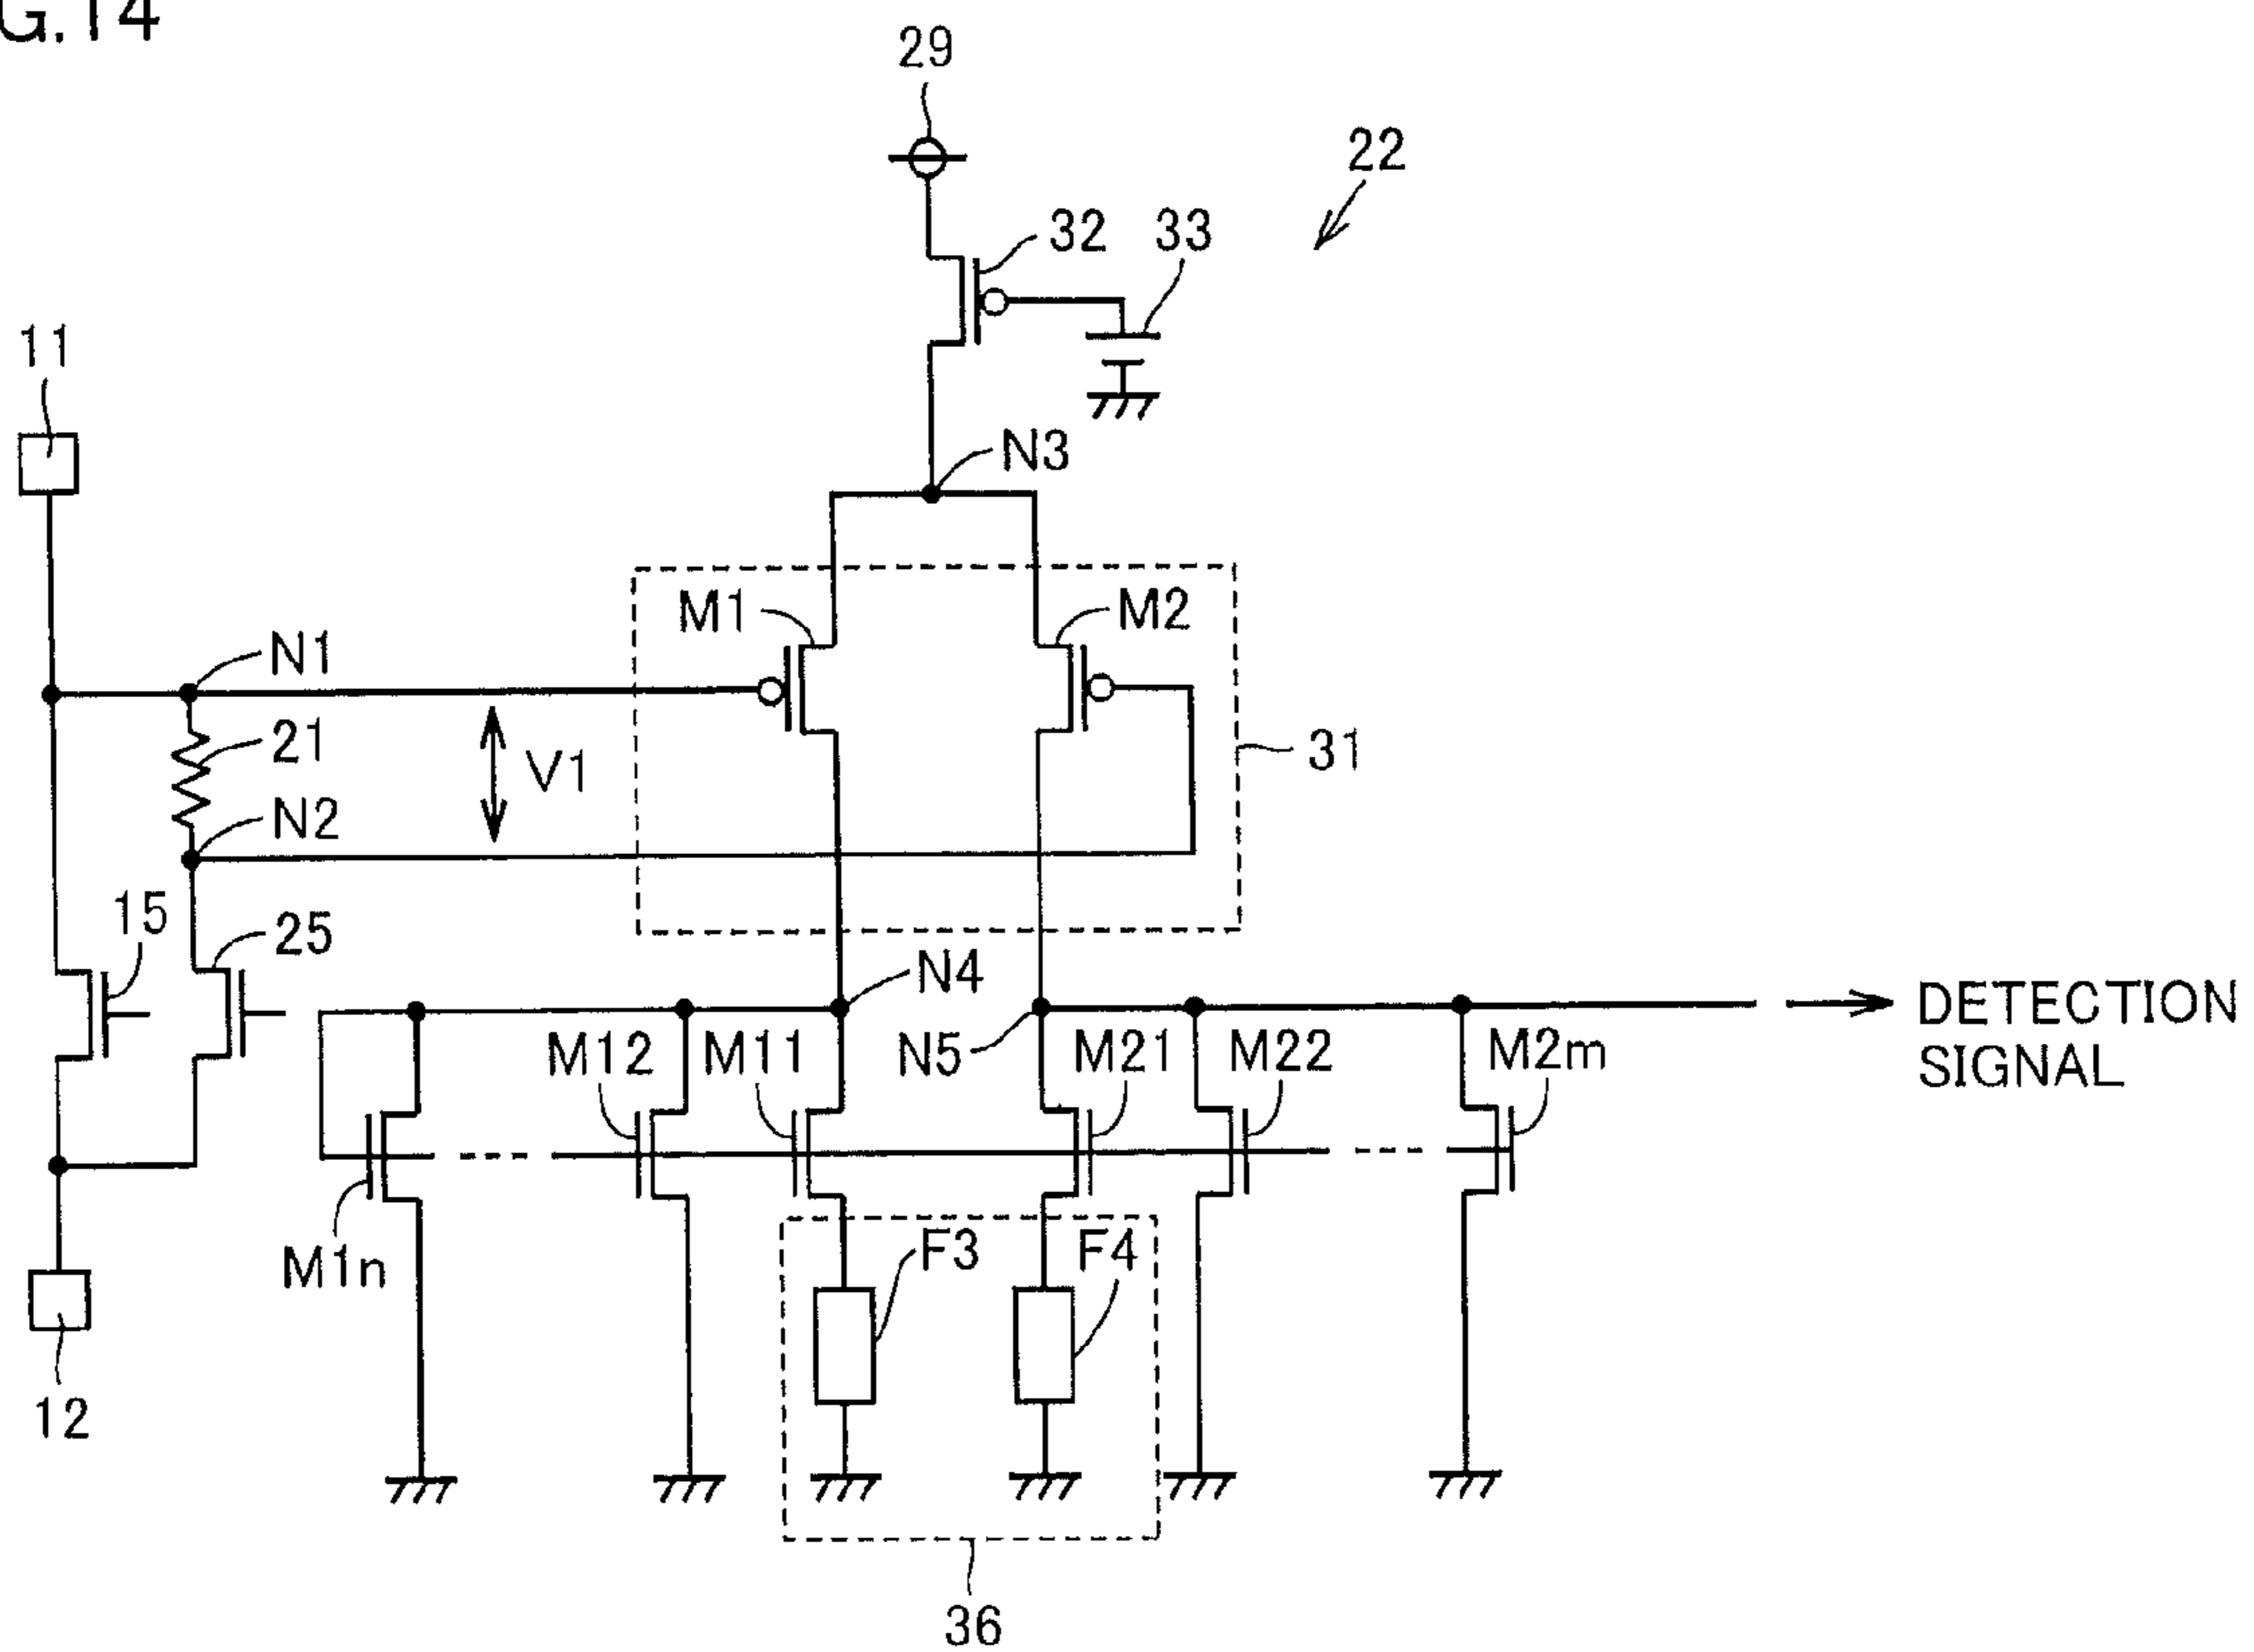 G.14
29
22
32
33
11
N3
M1
M2
N1
21
V1
31
N2
15
25
N4
DETECTION
SIGNAL
M12
M11
N5
M21
M22
M2m
M1n
F3
F4
12
36